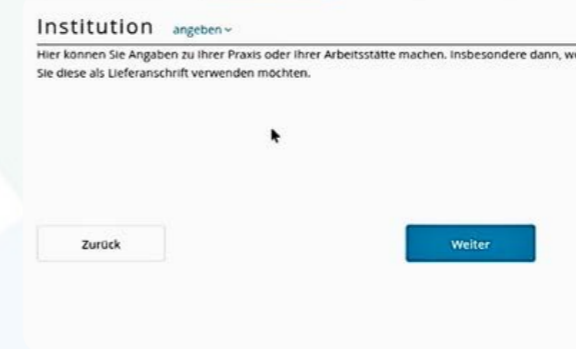 Institution angeben
Hier können Sie Angaben zu Ihrer Praxis oder Ihrer Arbeitsstätte machen. Insbesondere dann,
Sie diese als Lieferanschrift verwenden möchten.
Zurück Weiter